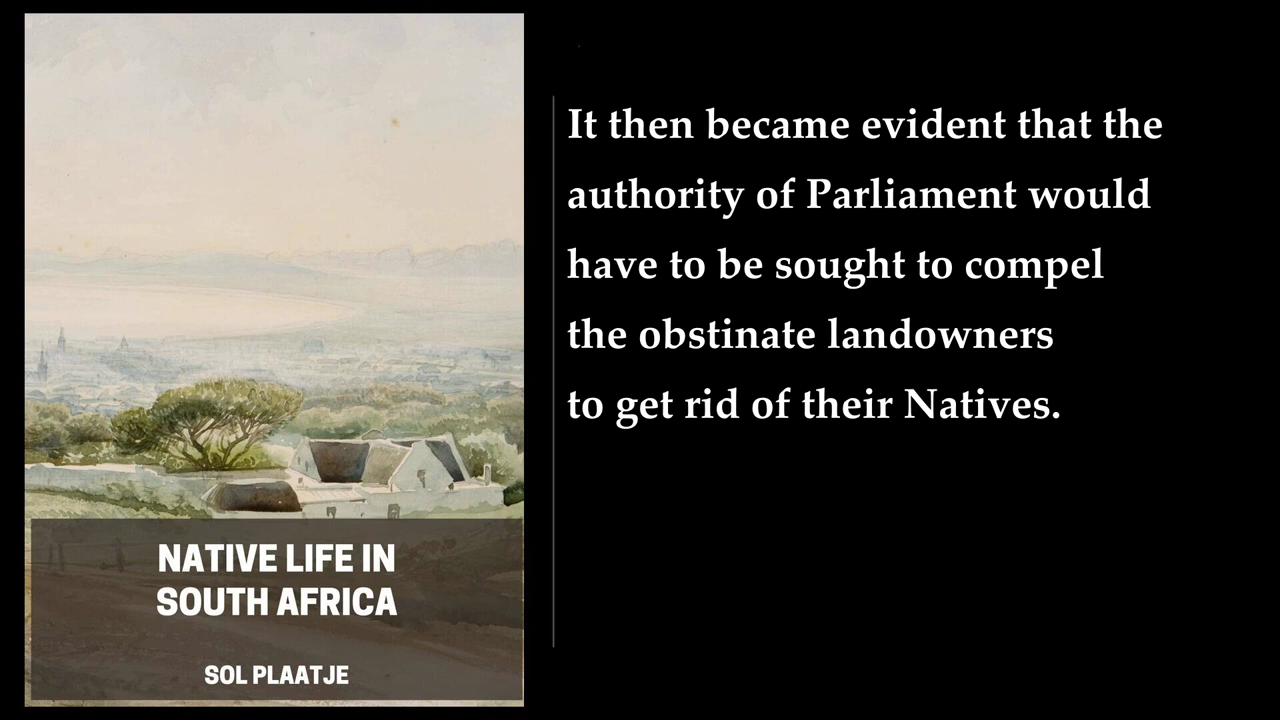 NATIVE LIFE IN
SOUTH AFRICA
SOL PLAATJE
It then became evident that the
authority of Parliament would
have to be sought to compel
the obstinate landowners
to get rid of their Natives.